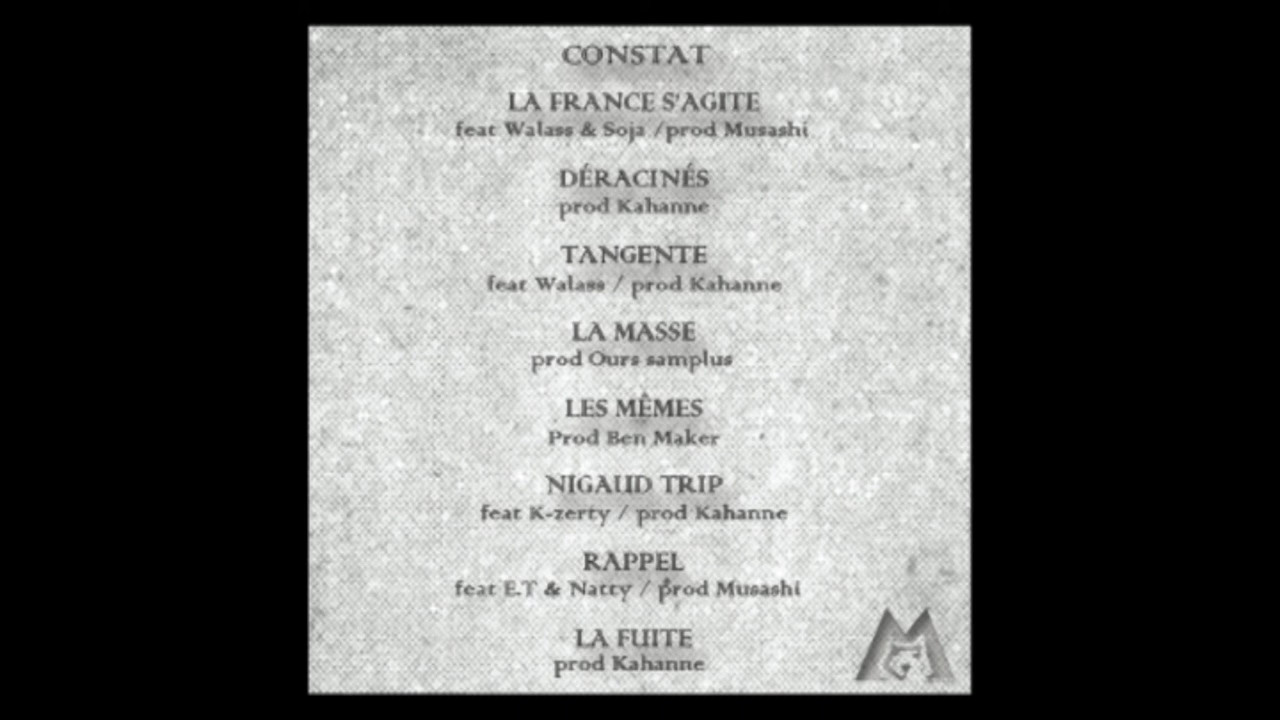 CONSTAT
LA FRANCE S'AGITE
feat Walass & Soja /prod Musashi
DÉRACINÉS
prod Kahanne
TANGENTE
feat Walass / prod Kahanne
LA MASSE
prod Ours samplus
LES MÊMES
Prod Ben Maker
NIGAUD TRIP
feat K-zerty / prod Kahanne
RAPPEL
feat E.T & Natty / prod Musashi
LA FUITE
prod Kahanne
M